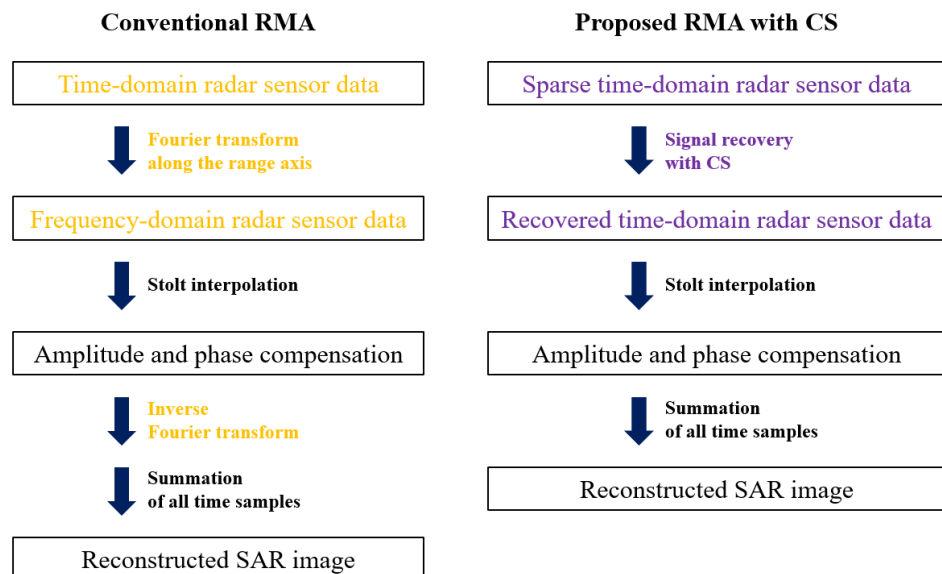 Conventional RMA
Time-domain radar sensor data
Fourier transform
along the range axis
Frequency-domain radar sensor data
Stolt interpolation
Amplitude and phase compensation
Inverse
Fourier transform
Summation
of all time samples
Reconstructed SAR image
Proposed RMA with CS
Sparse time-domain radar sensor data
Signal recovery
with CS
Recovered time-domain radar sensor data
Stolt interpolation
Amplitude and phase compensation
Summation
of all time samples
Reconstructed SAR image